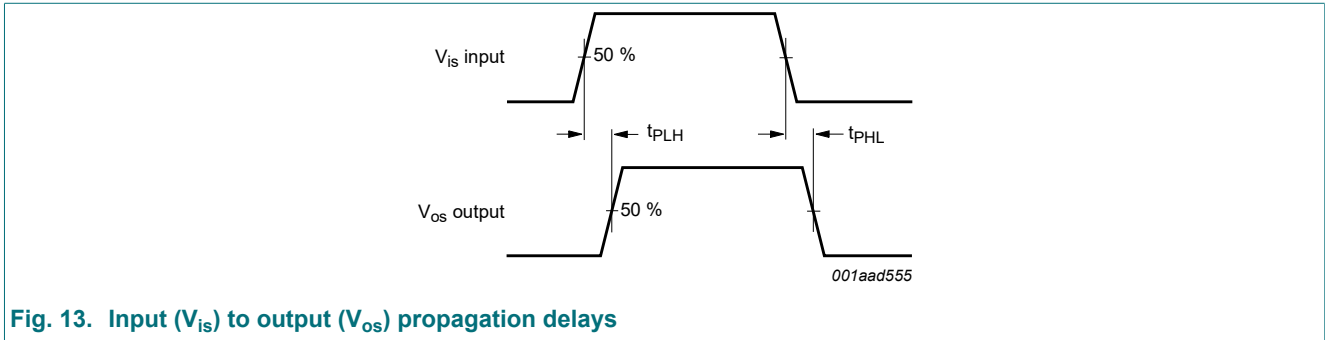 V_is input
50 %
t_PLH
t_PHL
V_os output
50 %
001aad555
Fig. 13. Input (V_is) to output (V_os) propagation delays